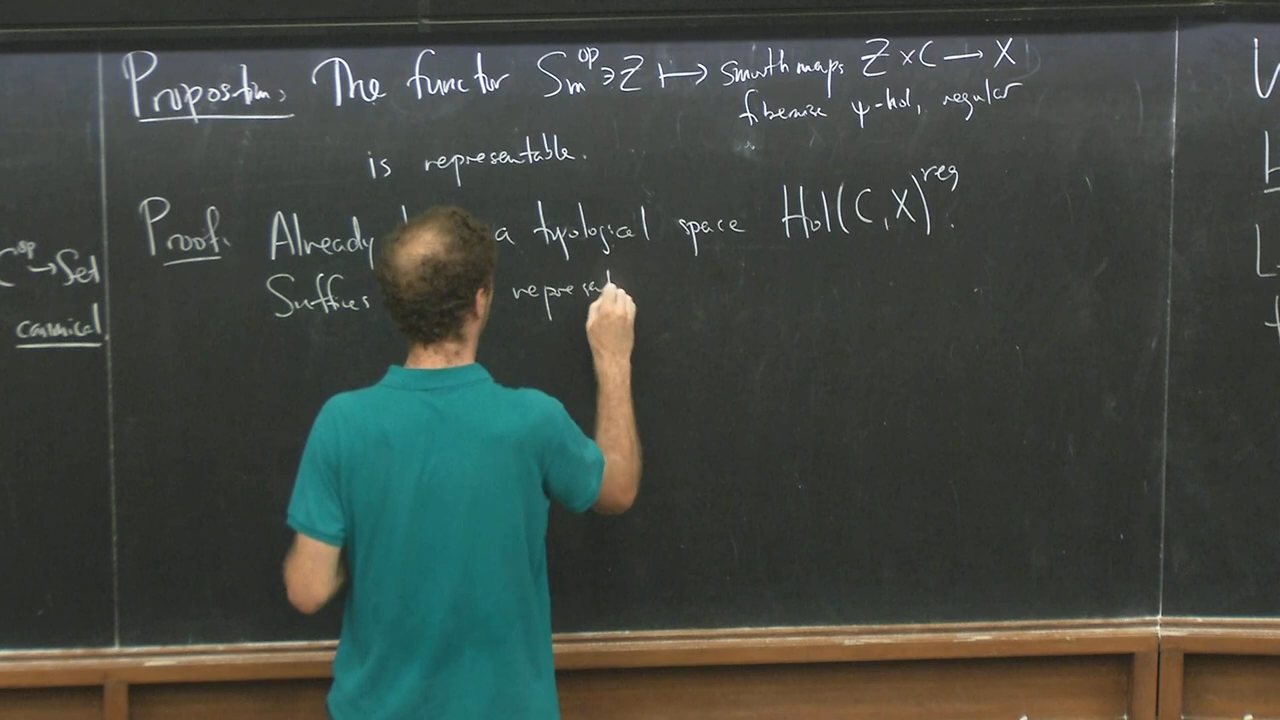 Proposition. The functor Sm^op ∋ Z ↦ smooth maps Z × C → X
fiberwise ψ-hol, regular
is representable.
Proof. Already a topological space Hol(C,X)^reg.
Suffices
C^op → Set
canonical